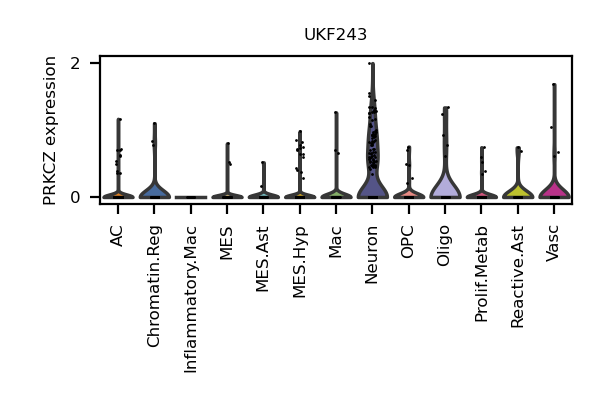 UKF243
PRKCZ expression
2
0
AC
Chromatin.Reg
Inflammatory.Mac
MES
MES.Ast
MES.Hyp
Mac
Neuron
OPC
Oligo
Prolif.Metab
Reactive.Ast
Vasc